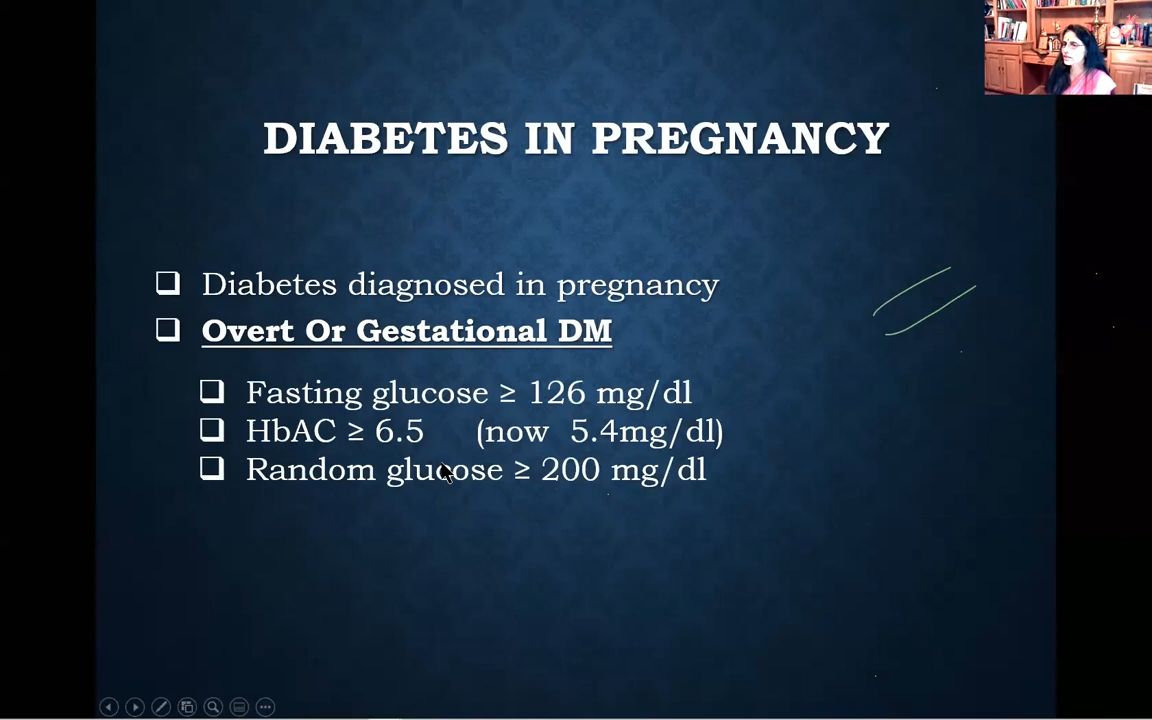 DIABETES IN PREGNANCY
Diabetes diagnosed in pregnancy
Overt Or Gestational DM
Fasting glucose ≥ 126 mg/dl
HbAC ≥ 6.5 (now 5.4mg/dl)
Random glucose ≥ 200 mg/dl